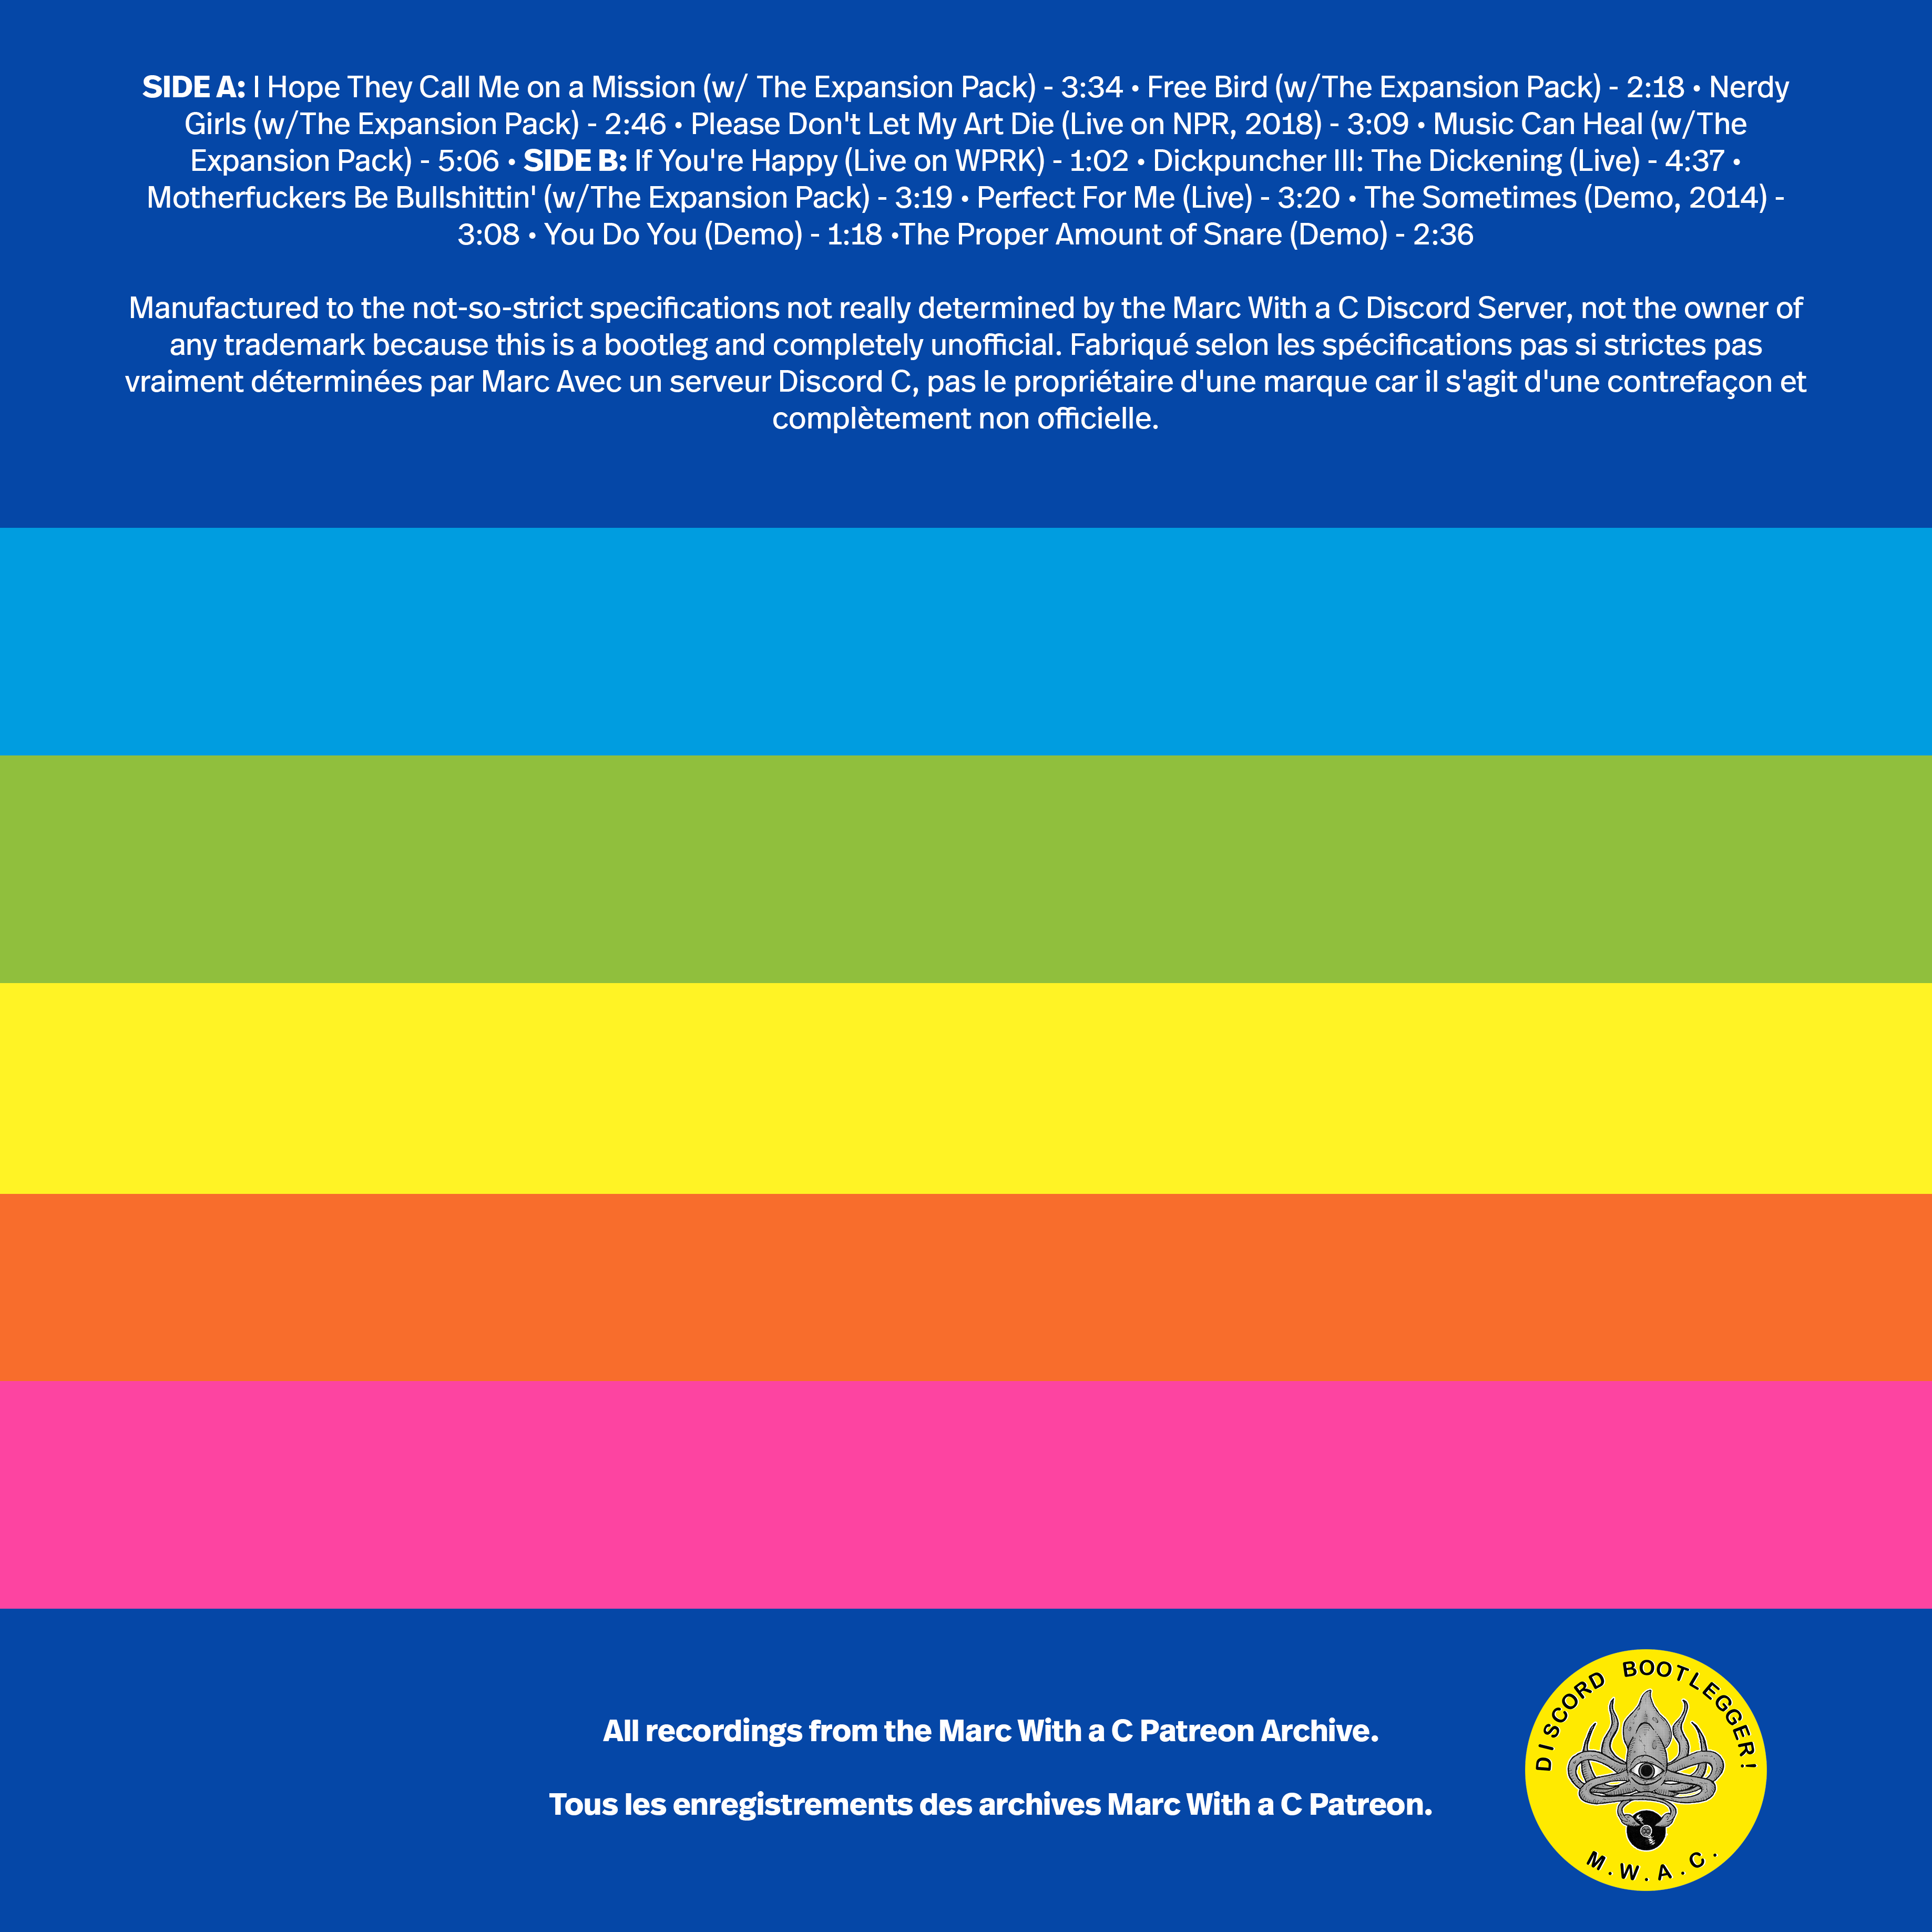 SIDE A: I Hope They Call Me on a Mission (w/ The Expansion Pack) - 3:34 • Free Bird (w/The Expansion Pack) - 2:18 • Nerdy
Girls (w/The Expansion Pack) - 2:46 • Please Don't Let My Art Die (Live on NPR, 2018) - 3:09 • Music Can Heal (w/The
Expansion Pack) - 5:06 • SIDE B: If You're Happy (Live on WPRK) - 1:02 • Dickpuncher III: The Dickening (Live) - 4:37 •
Motherfuckers Be Bullshittin' (w/The Expansion Pack) - 3:19 • Perfect For Me (Live) - 3:20 • The Sometimes (Demo, 2014) -
3:08 • You Do You (Demo) - 1:18 •The Proper Amount of Snare (Demo) - 2:36
Manufactured to the not-so-strict specifications not really determined by the Marc With a C Discord Server, not the owner of
any trademark because this is a bootleg and completely unofficial. Fabriqué selon les spécifications pas si strictes pas
vraiment déterminées par Marc Avec un serveur Discord C, pas le propriétaire d'une marque car il s'agit d'une contrefaçon et
complètement non officielle.
All recordings from the Marc With a C Patreon Archive.
Tous les enregistrements des archives Marc With a C Patreon.
DISCORD BOOTLEGGER!
M.W.A.C.